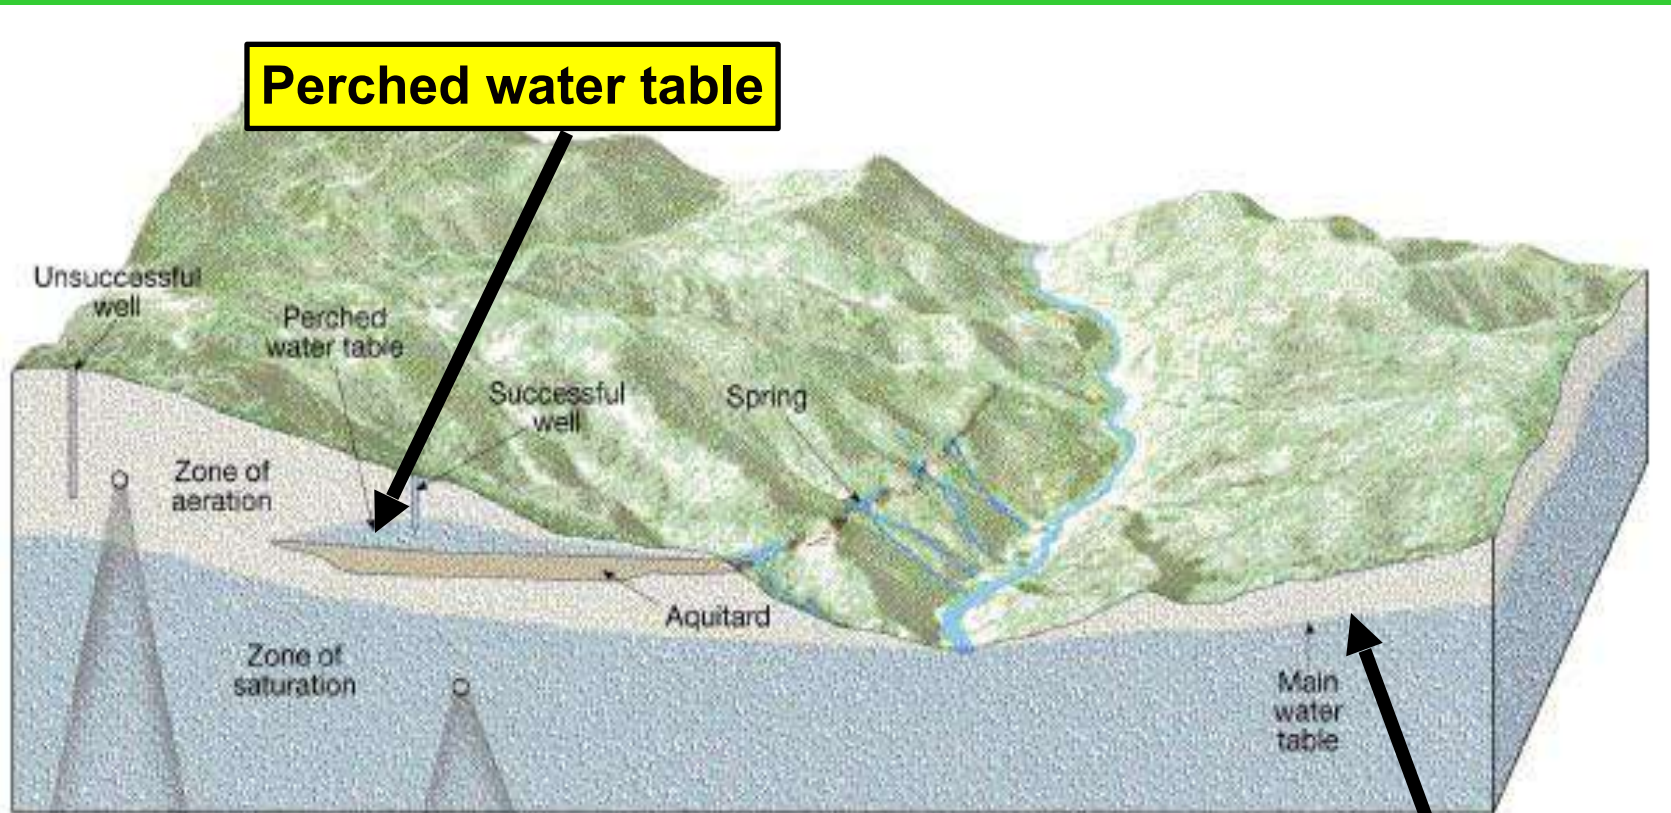 Perched water table
Unsuccessful
well
Perched
water table
Successful
well
Spring
Zone of
aeration
Aquitard
Zone of
saturation
Main
water
table